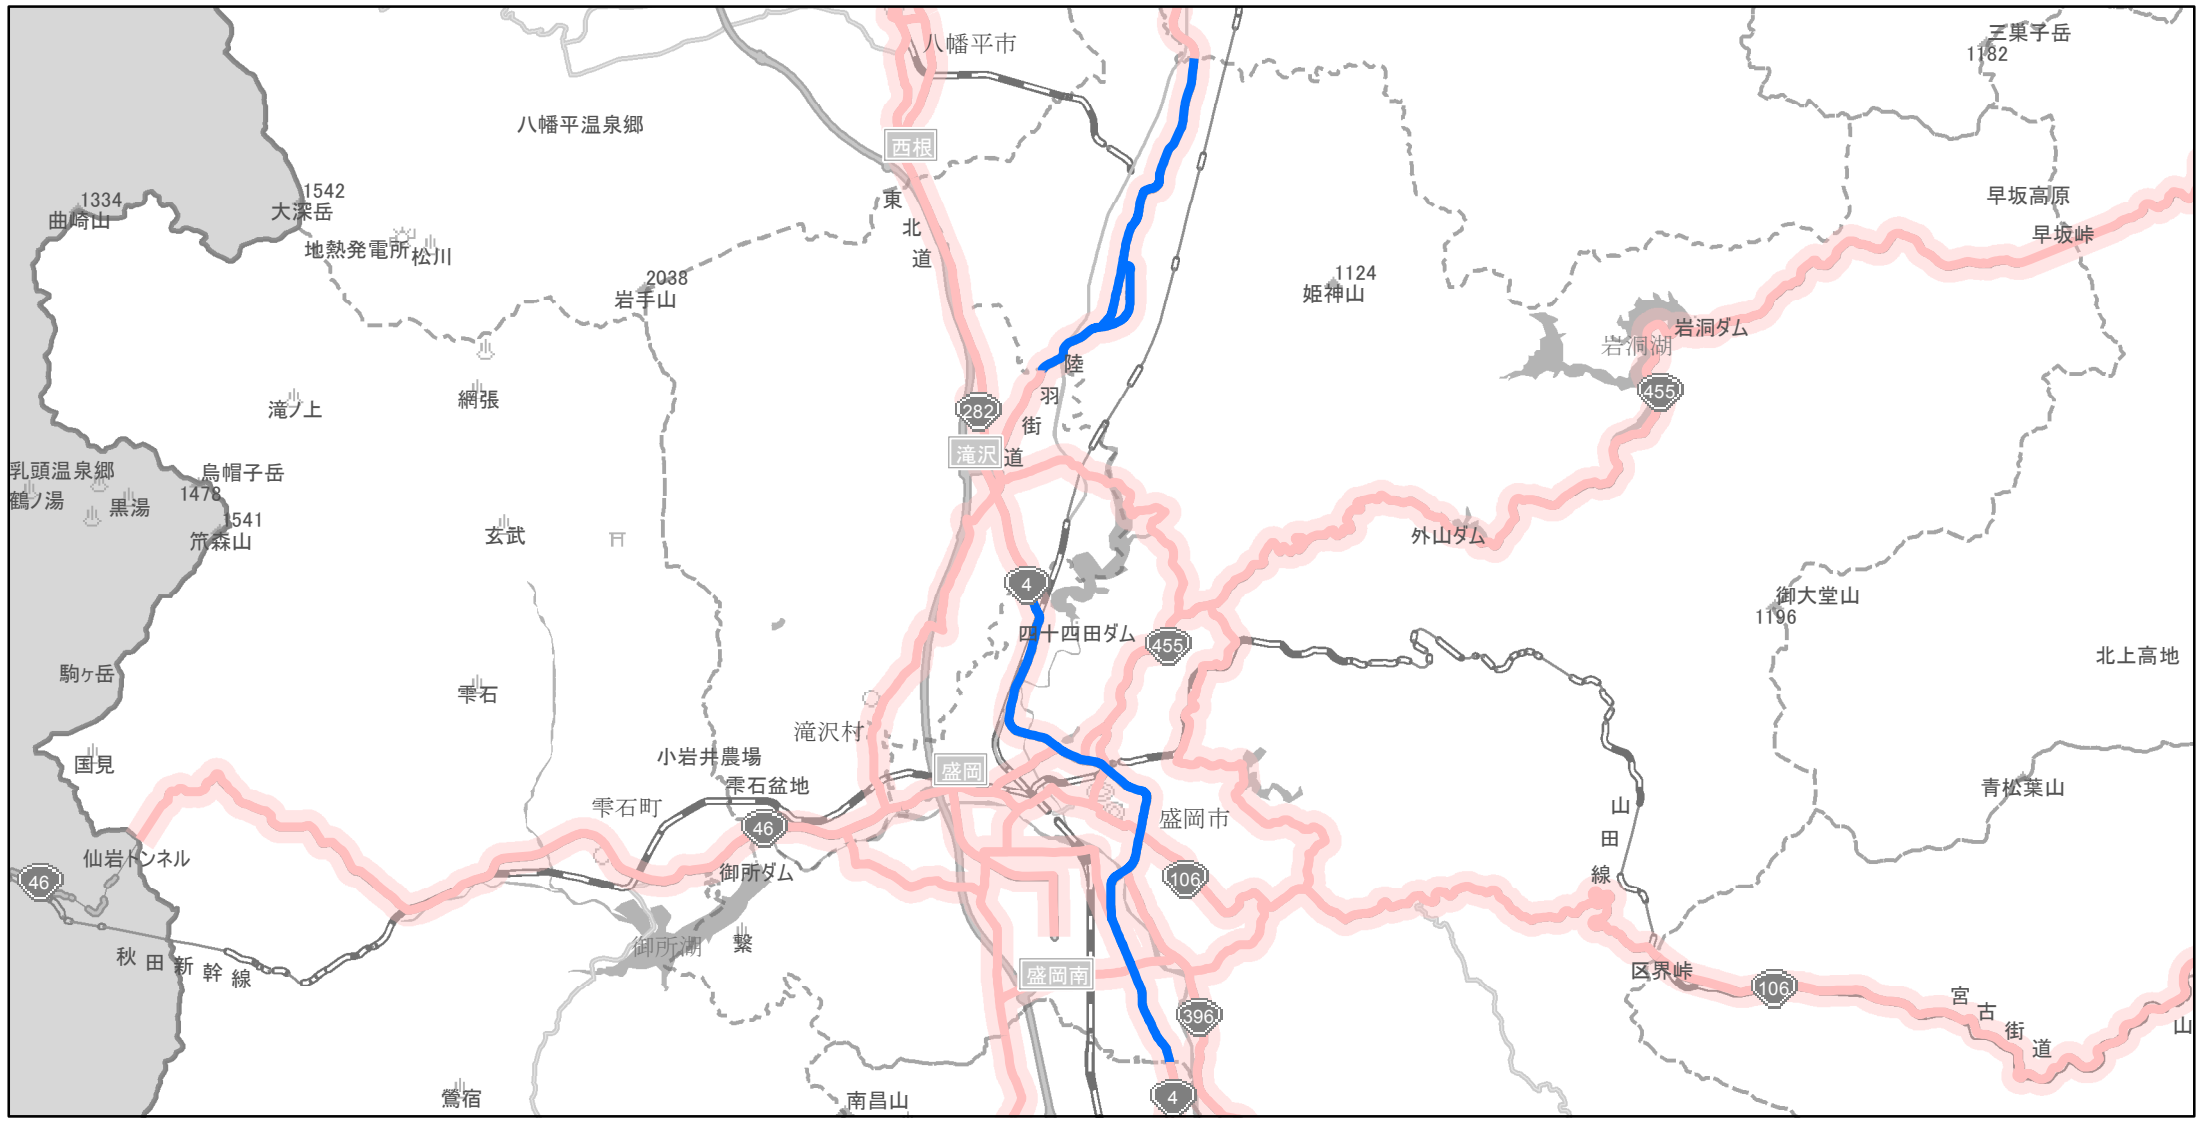 三巣子岳
1182
八幡平市
八幡平温泉郷
西根
1542
大深岳
1334
曲崎山
東北道
早坂高原
早坂峠
地熱発電所
松川
2038
岩手山
1124
姫神山
岩洞ダム
岩洞湖
陸羽街道
455
282
滝沢
網張
滝ノ上
乳頭温泉郷
鶴ノ湯
黒湯
烏帽子岳
1478
1541
笊森山
玄武
外山ダム
4
四十四田ダム
455
御大堂山
1196
北上高地
駒ヶ岳
雫石
滝沢村
国見
小岩井農場
盛岡
雫石盆地
雫石町
46
盛岡市
山田線
青松葉山
仙岩トンネル
46
御所ダム
106
御所湖
繋
秋田新幹線
盛岡南
区界峠
106
396
宮古街道
山
鶯宿
南昌山
4